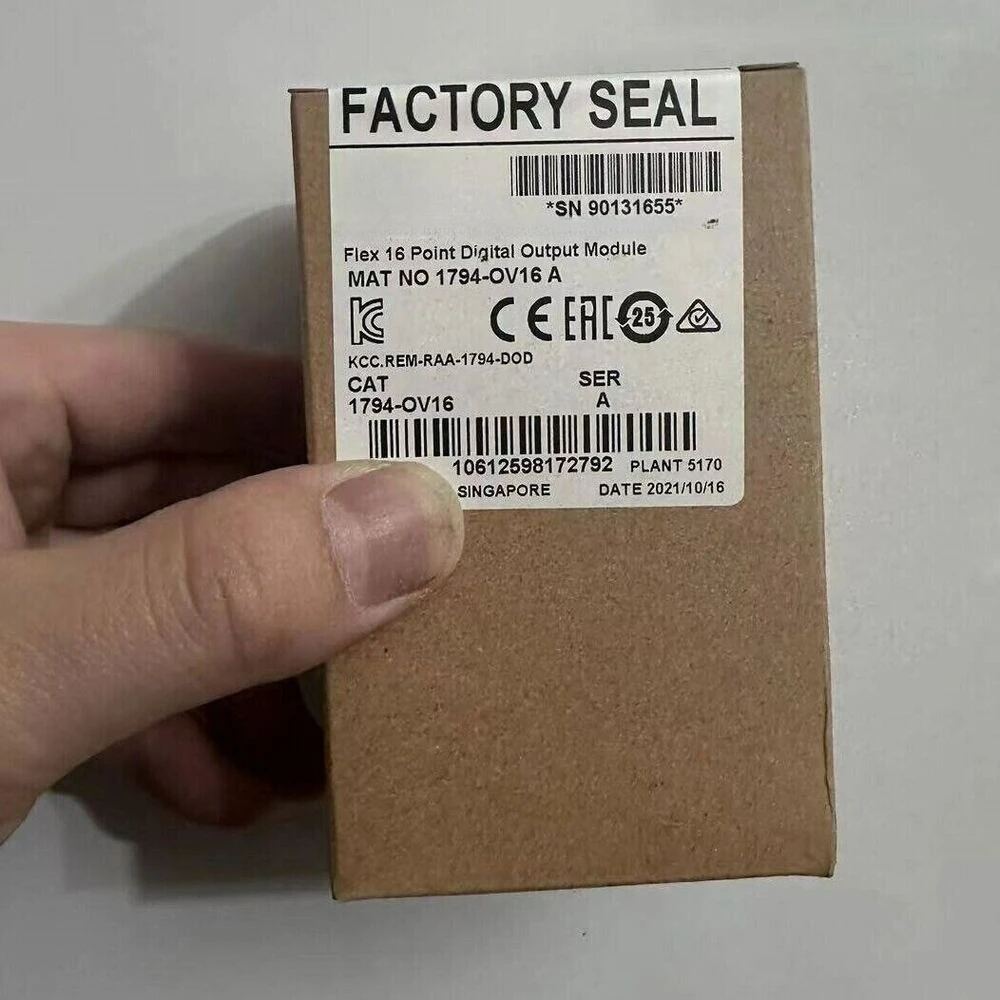 FACTORY SEAL
*SN 90131655*
Flex 16 Point Digital Output Module
MAT NO 1794-OV16 A
CE EAC 25
KCC.REM-RAA-1794-DOD
CAT SER
1794-OV16 A
10612598172792 PLANT 5170
SINGAPORE DATE 2021/10/16